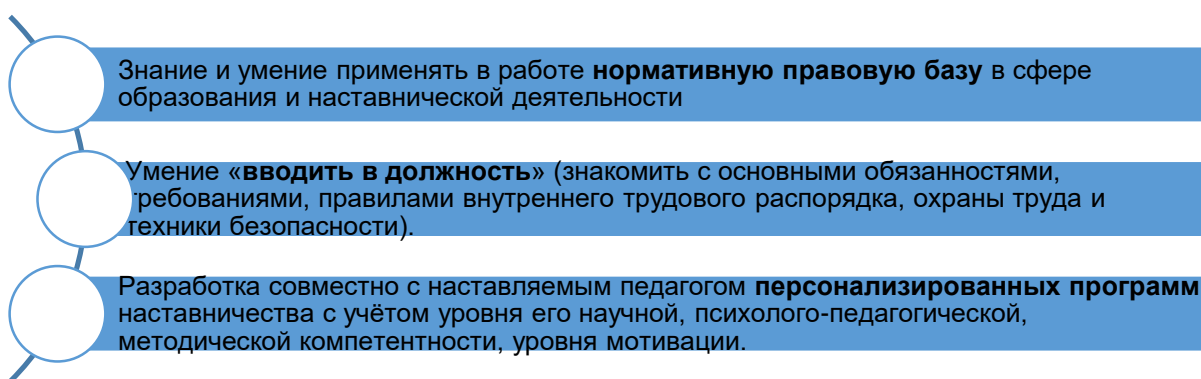 Знание и умение применять в работе нормативную правовую базу в сфере
образования и наставнической деятельности
Умение «вводить в должность» (знакомить с основными обязанностями,
требованиями, правилами внутреннего трудового распорядка, охраны труда и
техники безопасности).
Разработка совместно с наставляемым педагогом персонализированных программ
наставничества с учётом уровня его научной, психолого-педагогической,
методической компетентности, уровня мотивации.